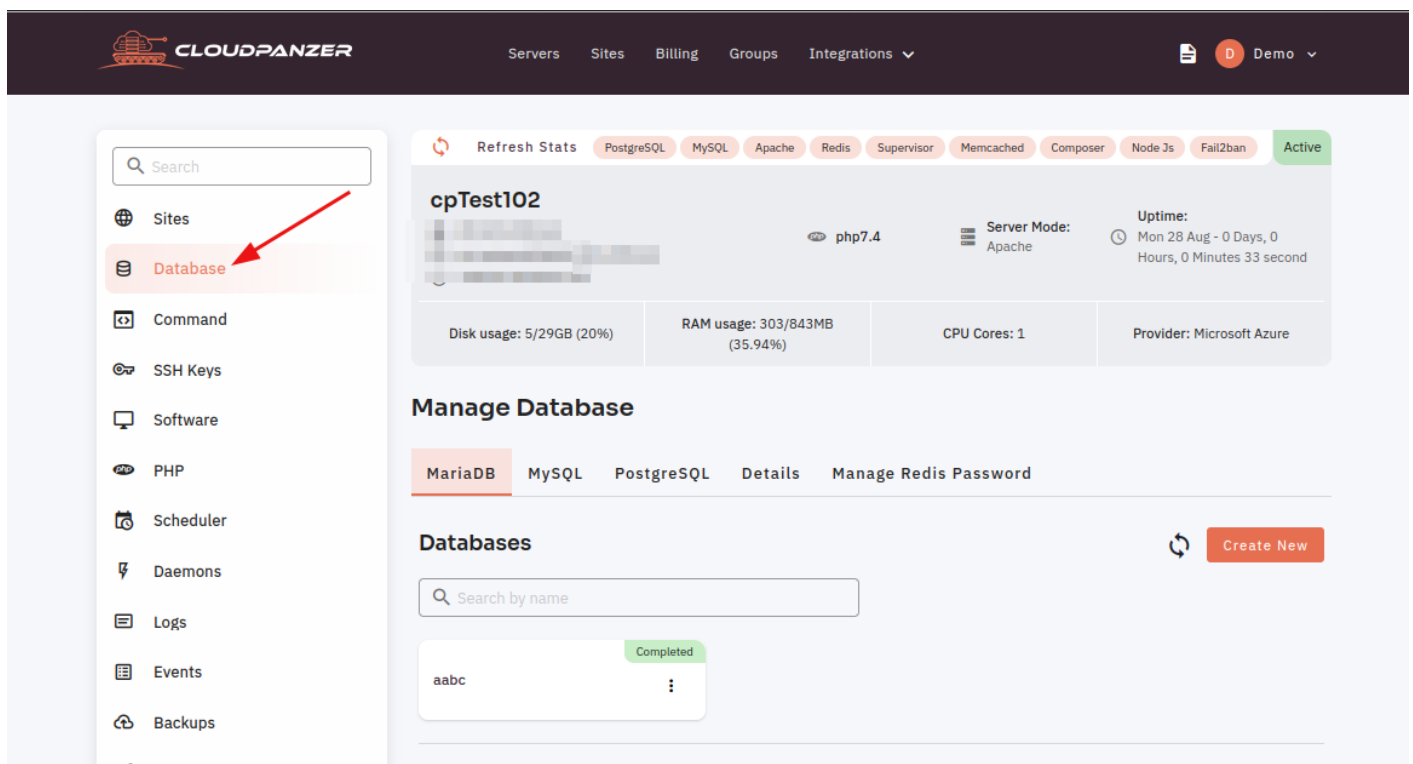 CLOUDPANZER
Servers Sites Billing Groups Integrations
D Demo
Search
Sites
Database
Command
SSH Keys
Software
PHP
Scheduler
Daemons
Logs
Events
Backups
Refresh Stats PostgreSQL MySQL Apache Redis Supervisor Memcached Composer Node Js Fail2ban Active
cpTest102
php php7.4
Server Mode:
Apache
Uptime:
Mon 28 Aug - 0 Days, 0
Hours, 0 Minutes 33 second
Disk usage: 5/29GB (20%)
RAM usage: 303/843MB
(35.94%)
CPU Cores: 1
Provider: Microsoft Azure
Manage Database
MariaDB MySQL PostgreSQL Details Manage Redis Password
Databases
Create New
Search by name
Completed
aabc